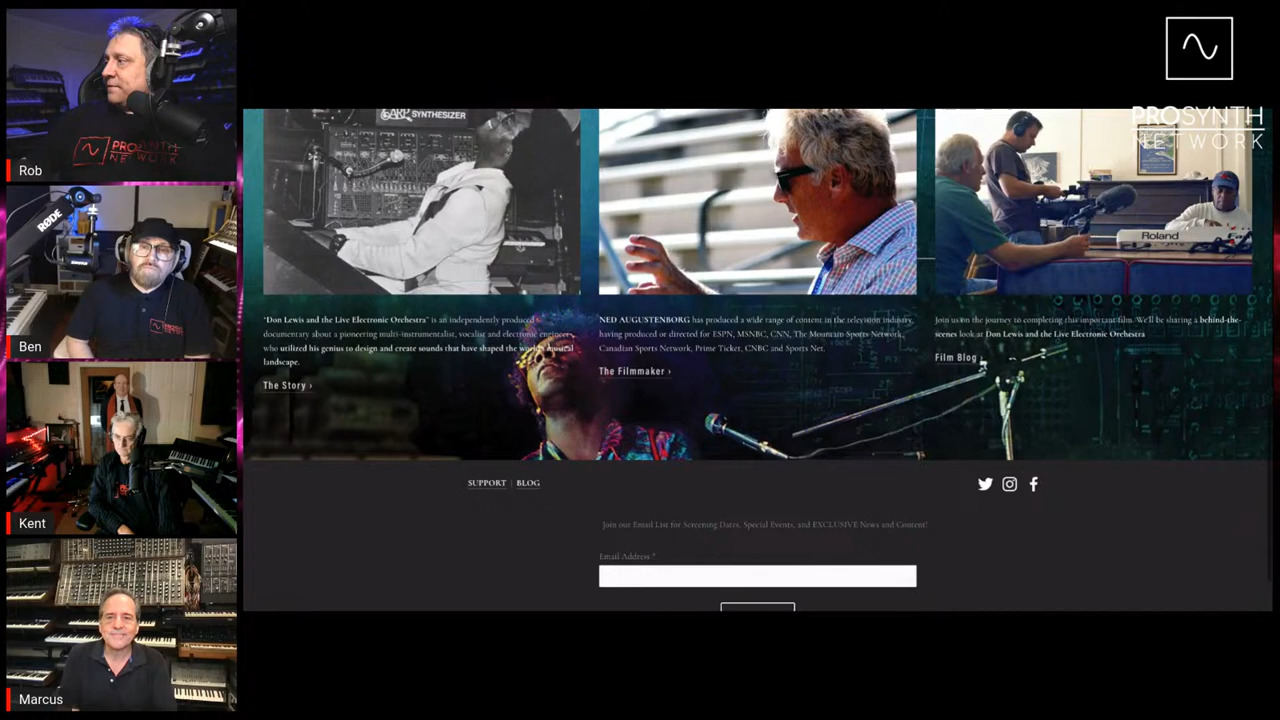 PROSYNTH
NETWORK
PROSYNTH
NETWORK
Rob
RØDE
Ben
Kent
Marcus
ARP SYNTHESIZER
Roland
"Don Lewis and the Live Electronic Orchestra" is an independently produced
documentary about a pioneering multi-instrumentalist, vocalist and electronic engineer
who utilized his genius to design and create sounds that have shaped the world's musical
landscape.
The Story ›
NED AUGUSTENBORG has produced a wide range of content in the television industry,
having produced or directed for ESPN, MSNBC, CNN, The Mountain Sports Network,
Canadian Sports Network, Prime Ticket, CNBC and Sports Net.
The Filmmaker ›
Join us on the journey to completing this important film. We'll be sharing a behind-the-
scenes look at Don Lewis and the Live Electronic Orchestra
Film Blog ›
SUPPORT | BLOG
Join our Email List for Screening Dates, Special Events, and EXCLUSIVE News and Content!
Email Address *